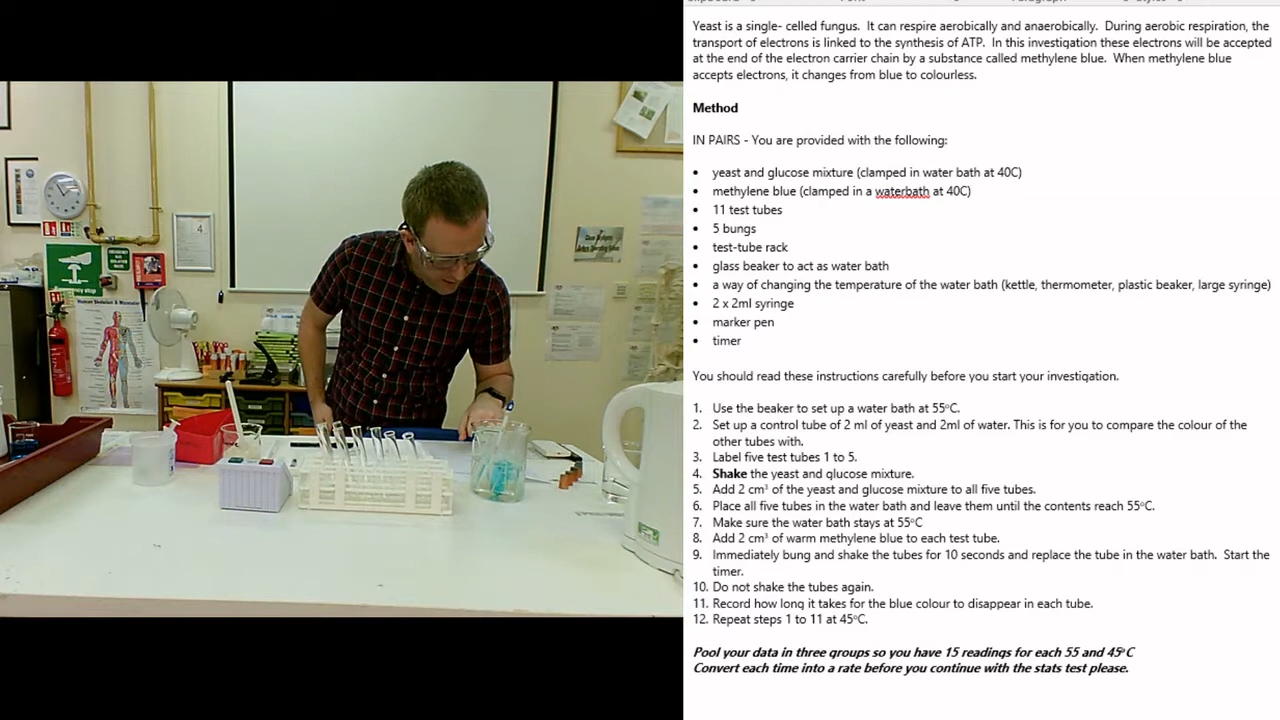 Yeast is a single- celled fungus. It can respire aerobically and anaerobically. During aerobic respiration, the
transport of electrons is linked to the synthesis of ATP. In this investigation these electrons will be accepted
at the end of the electron carrier chain by a substance called methylene blue. When methylene blue
accepts electrons, it changes from blue to colourless.
Method
IN PAIRS - You are provided with the following:
• yeast and glucose mixture (clamped in water bath at 40C)
• methylene blue (clamped in a waterbath at 40C)
• 11 test tubes
• 5 bungs
• test-tube rack
• glass beaker to act as water bath
• a way of changing the temperature of the water bath (kettle, thermometer, plastic beaker, large syringe)
• 2 x 2ml syringe
• marker pen
• timer
You should read these instructions carefully before you start your investigation.
1. Use the beaker to set up a water bath at 55°C.
2. Set up a control tube of 2 ml of yeast and 2ml of water. This is for you to compare the colour of the
other tubes with.
3. Label five test tubes 1 to 5.
4. Shake the yeast and glucose mixture.
5. Add 2 cm³ of the yeast and glucose mixture to all five tubes.
6. Place all five tubes in the water bath and leave them until the contents reach 55°C.
7. Make sure the water bath stays at 55°C
8. Add 2 cm³ of warm methylene blue to each test tube.
9. Immediately bung and shake the tubes for 10 seconds and replace the tube in the water bath. Start the
timer.
10. Do not shake the tubes again.
11. Record how long it takes for the blue colour to disappear in each tube.
12. Repeat steps 1 to 11 at 45°C.
Pool your data in three groups so you have 15 readings for each 55 and 45°C
Convert each time into a rate before you continue with the stats test please.
4